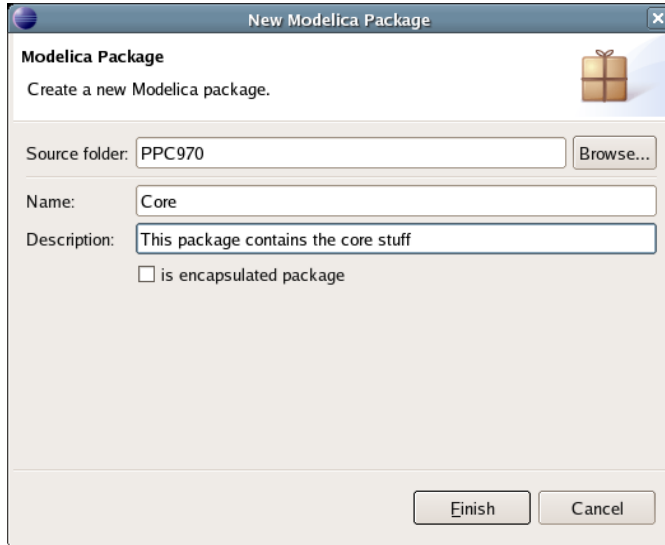 New Modelica Package
Modelica Package
Create a new Modelica package.
Source folder: PPC970 Browse...
Name: Core
Description: This package contains the core stuff
is encapsulated package
Finish Cancel